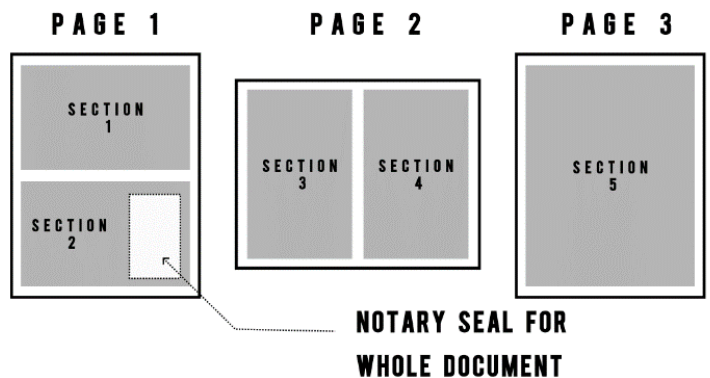 PAGE 1
PAGE 2
PAGE 3
SECTION
1
SECTION
2
SECTION
3
SECTION
4
SECTION
5
NOTARY SEAL FOR
WHOLE DOCUMENT